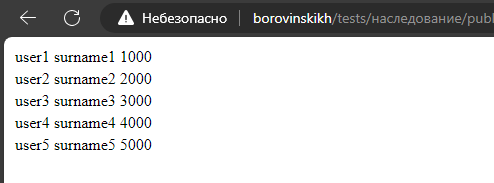 Небезопасно borovinskikh/tests/наследование/publ
user1 surname1 1000
user2 surname2 2000
user3 surname3 3000
user4 surname4 4000
user5 surname5 5000